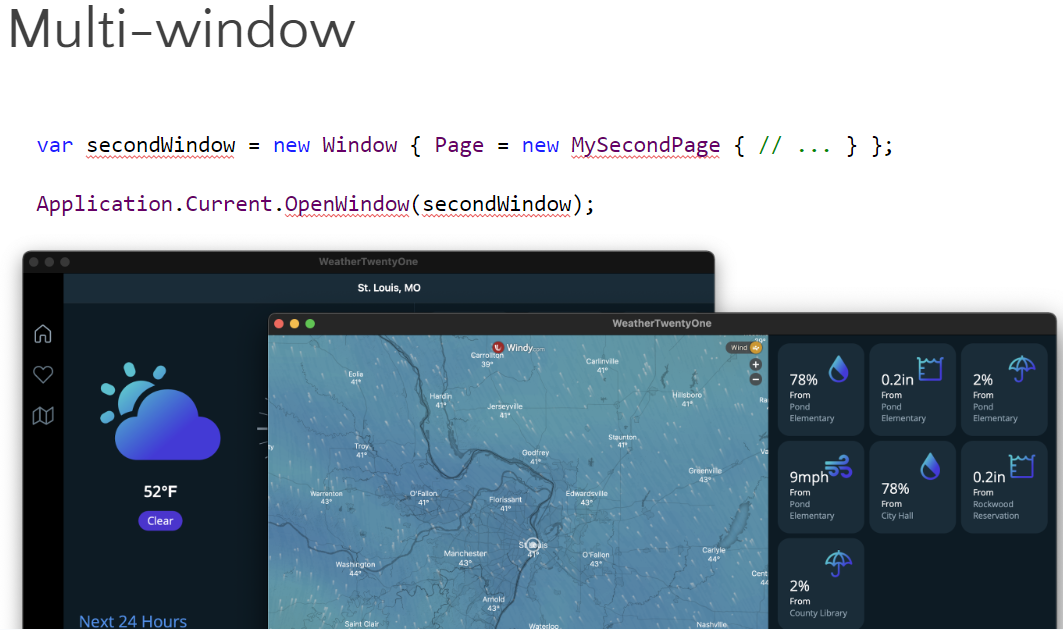 Multi-window
var secondWindow = new Window { Page = new MySecondPage { // ... } };
Application.Current.OpenWindow(secondWindow);
WeatherTwentyOne
St. Louis, MO
52°F
Clear
Next 24 Hours
WeatherTwentyOne
Windy.com
Wind
39°
Carrollton
39°
Carlinville
41°
Eolie
41°
Hardin
41°
Jerseyville
41°
Hillsboro
41°
Troy
41°
Staunton
41°
Godfrey
41°
Greenville
43°
Warrenton
43°
O'Fallon
41°
Florissant
41°
Edwardsville
43°
St Louis
41°
Manchester
43°
O'Fallon
43°
Carlyle
44°
Washington
44°
Cent
44
Arnold
43°
Saint Clair
Waterloo
Nashville
78%
From
Pond
Elementary
0.2in
From
Pond
Elementary
2%
From
Pond
Elementary
9mph
From
Pond
Elementary
78%
From
City Hall
0.2in
From
Rockwood
Reservation
2%
From
County Library